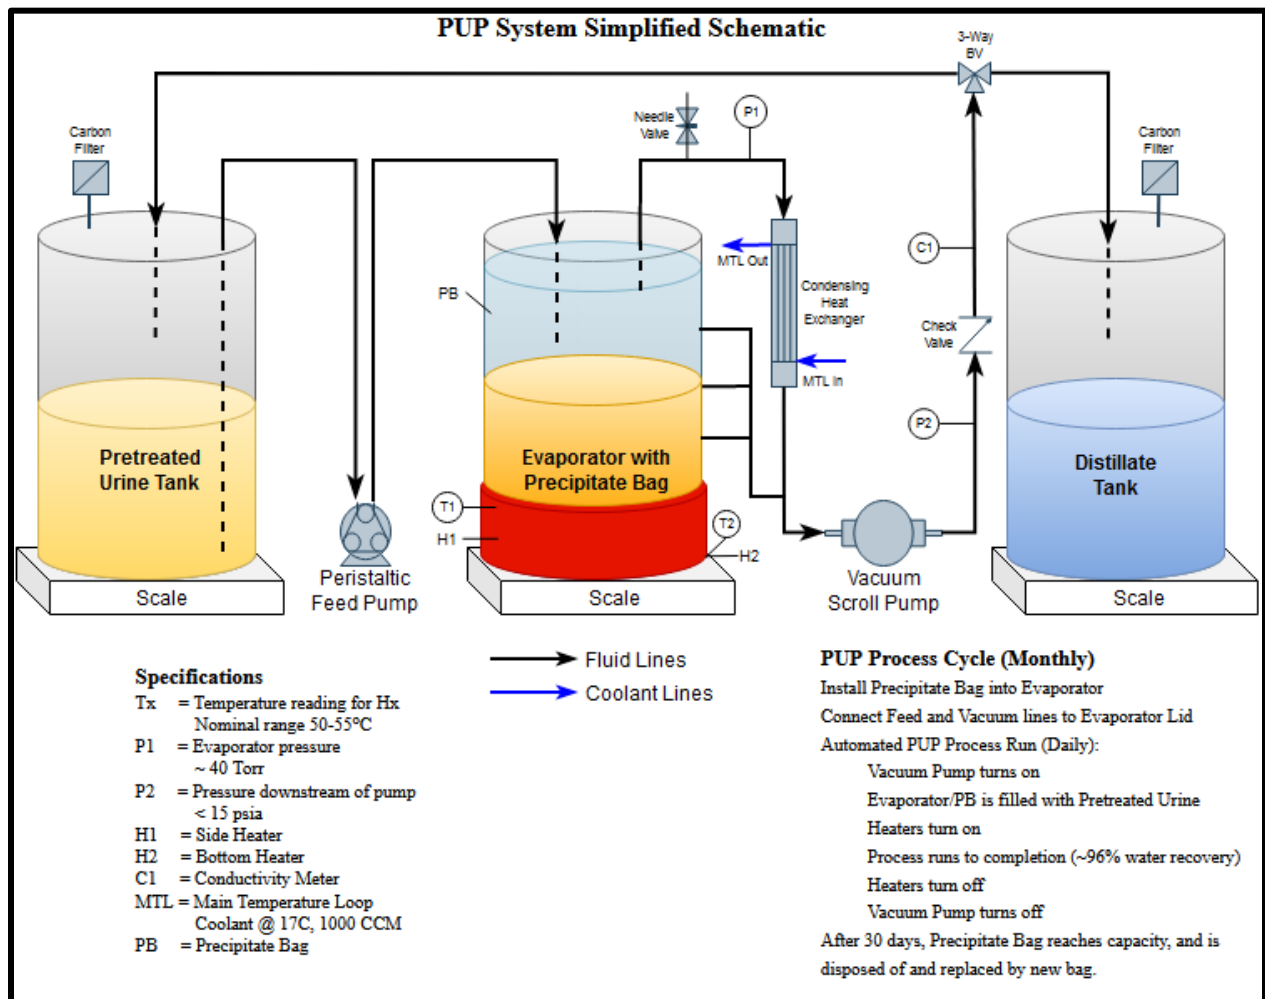 PUP System Simplified Schematic
3-Way
BV
Needle
Valve
P1
Carbon
Filter
Carbon
Filter
C1
MTL Out
PB
Condensing
Heat
Exchanger
Check
Valve
MTL In
P2
Pretreated
Urine Tank
Evaporator with
Precipitate Bag
Distillate
Tank
T1
T2
H1
H2
Peristaltic
Feed Pump
Vacuum
Scroll Pump
Scale
Scale
Scale
Fluid Lines
Coolant Lines
Specifications
Tx = Temperature reading for Hx
Nominal range 50-55°C
P1 = Evaporator pressure
~ 40 Torr
P2 = Pressure downstream of pump
< 15 psia
H1 = Side Heater
H2 = Bottom Heater
C1 = Conductivity Meter
MTL = Main Temperature Loop
Coolant @ 17C, 1000 CCM
PB = Precipitate Bag
PUP Process Cycle (Monthly)
Install Precipitate Bag into Evaporator
Connect Feed and Vacuum lines to Evaporator Lid
Automated PUP Process Run (Daily):
Vacuum Pump turns on
Evaporator/PB is filled with Pretreated Urine
Heaters turn on
Process runs to completion (~96% water recovery)
Heaters turn off
Vacuum Pump turns off
After 30 days, Precipitate Bag reaches capacity, and is
disposed of and replaced by new bag.